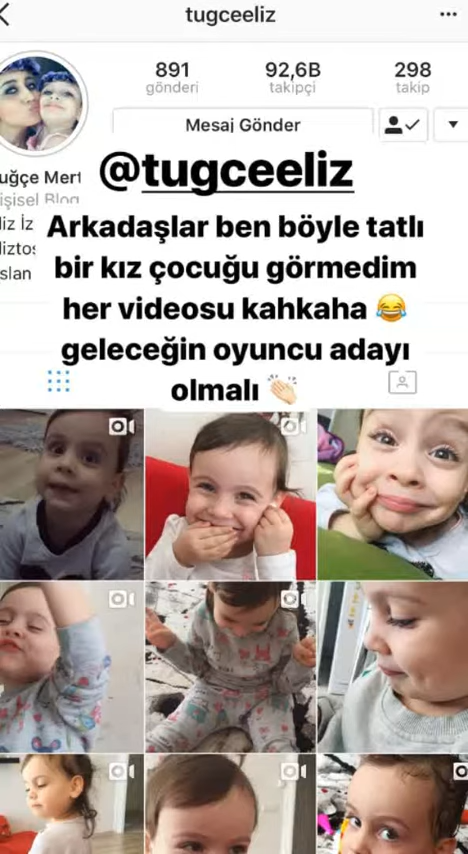 tugceeliz
891
gönderi
92,6B
takipçi
298
takip
Mesaj Gönder
@tugceeliz
Arkadaşlar ben böyle tatlı
bir kız çocuğu görmedim
her videosu kahkaha 😂
geleceğin oyuncu adayı
olmalı 👏🏻